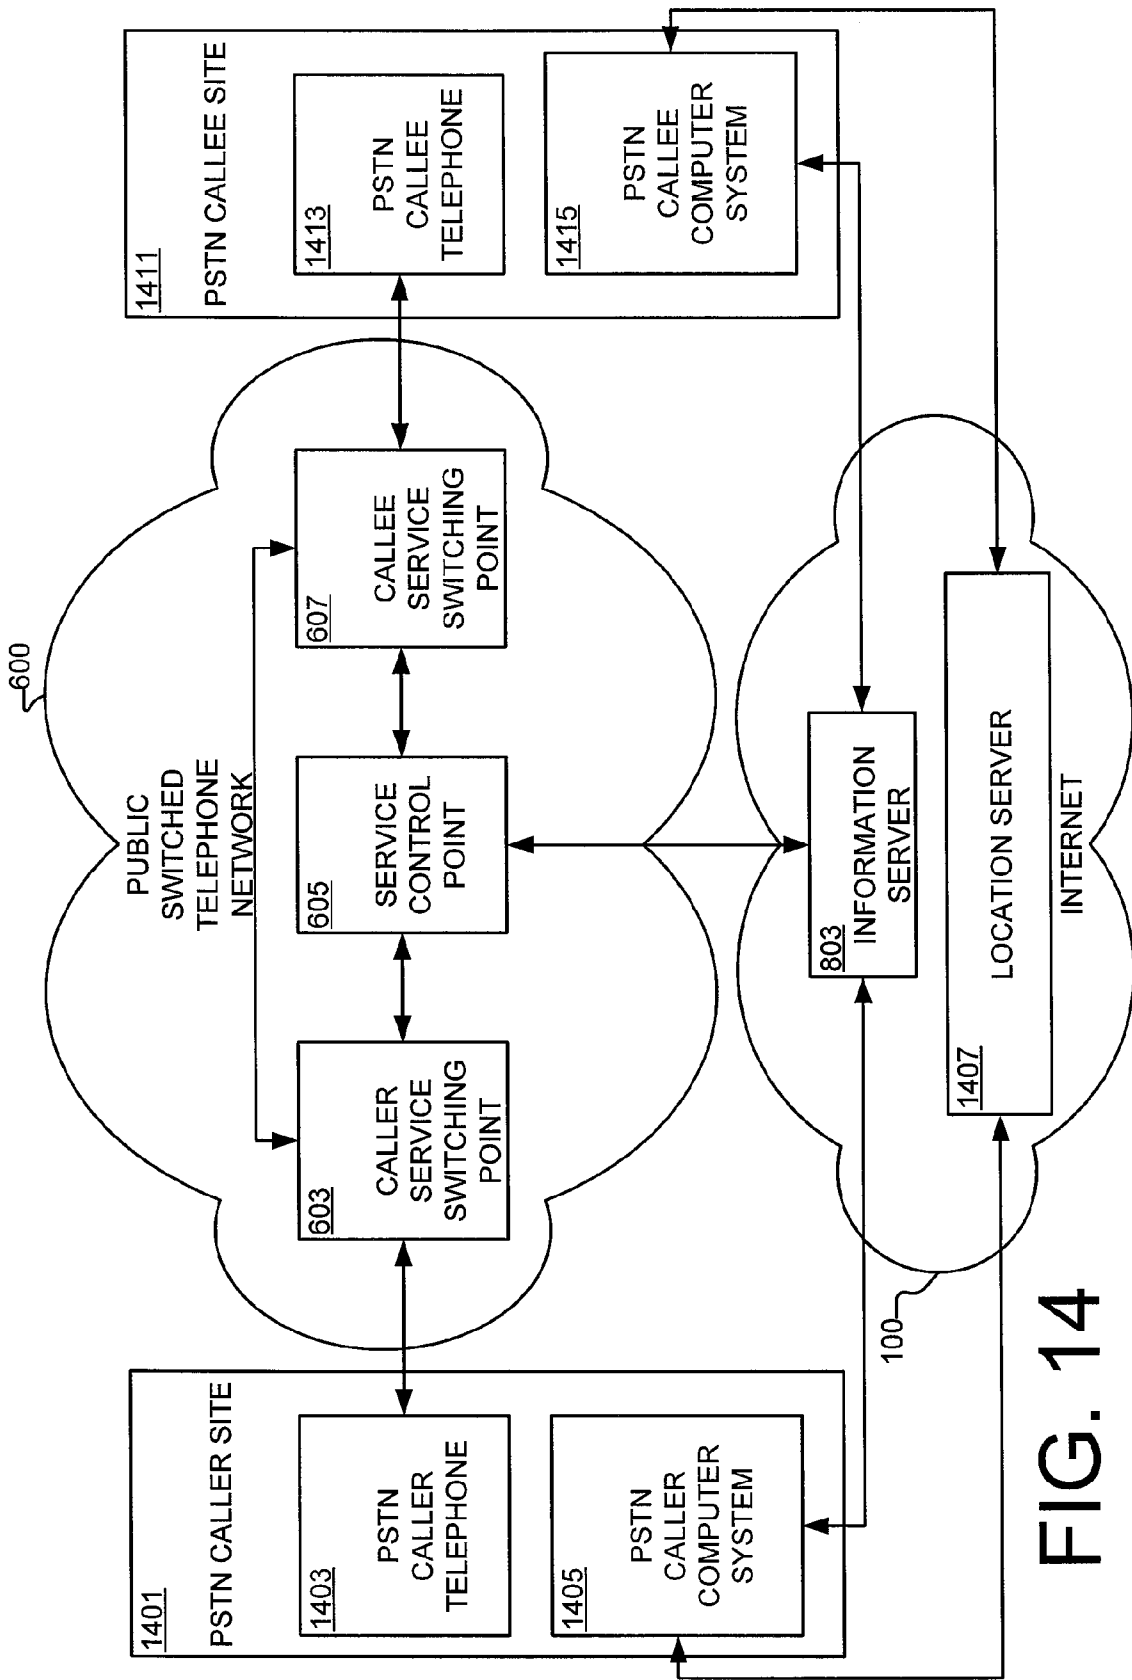 600
PUBLIC
SWITCHED
TELEPHONE
NETWORK
1401
PSTN CALLER SITE
1403
PSTN
CALLER
TELEPHONE
1405
PSTN
CALLER
COMPUTER
SYSTEM
603
CALLER
SERVICE
SWITCHING
POINT
605
SERVICE
CONTROL
POINT
607
CALLEE
SERVICE
SWITCHING
POINT
1411
PSTN CALLEE SITE
1413
PSTN
CALLEE
TELEPHONE
1415
PSTN
CALLEE
COMPUTER
SYSTEM
803
INFORMATION
SERVER
1407
LOCATION SERVER
INTERNET
100
FIG. 14